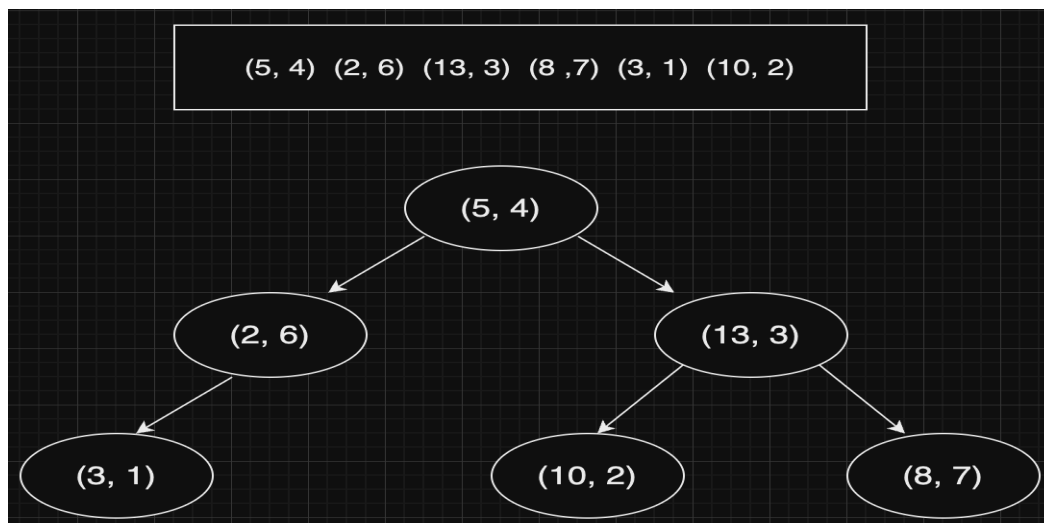 (5, 4) (2, 6) (13, 3) (8 ,7) (3, 1) (10, 2)
(5, 4)
(2, 6) (13, 3)
(3, 1) (10, 2) (8, 7)